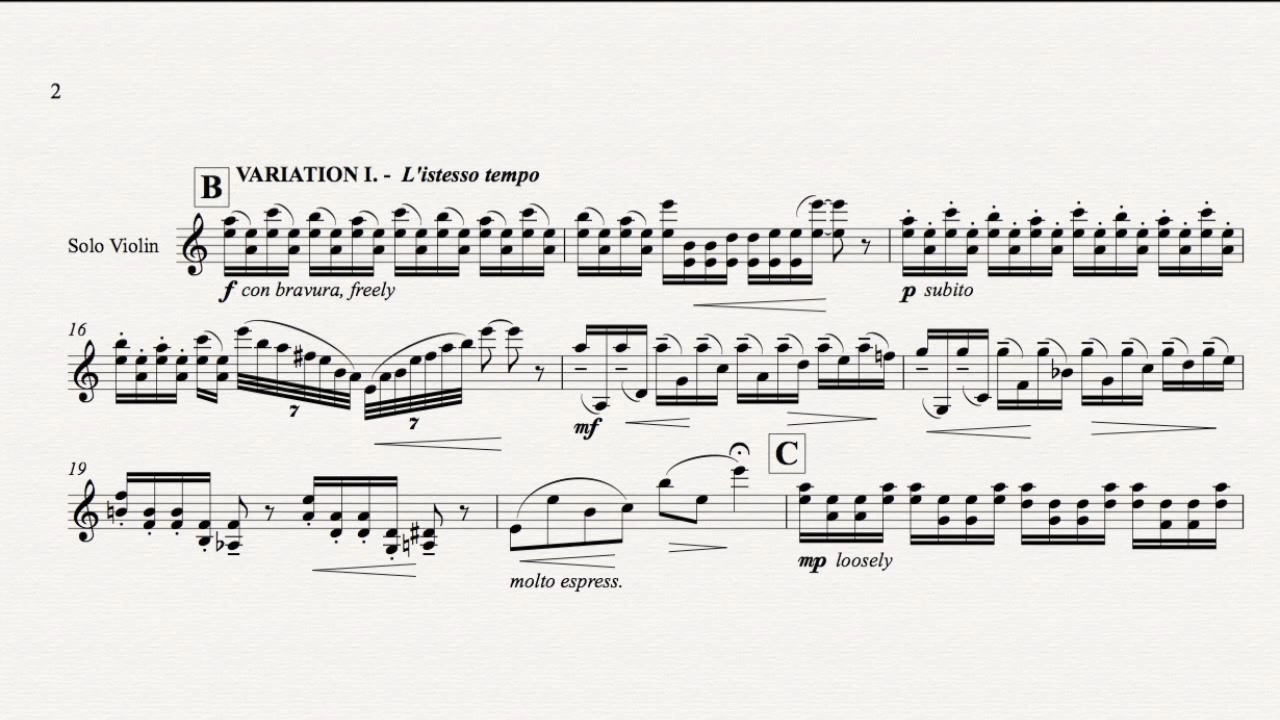 2
B VARIATION I. - L'istesso tempo
Solo Violin
f con bravura, freely
p subito
16
7
7
mf
C
19
mp loosely
molto espress.